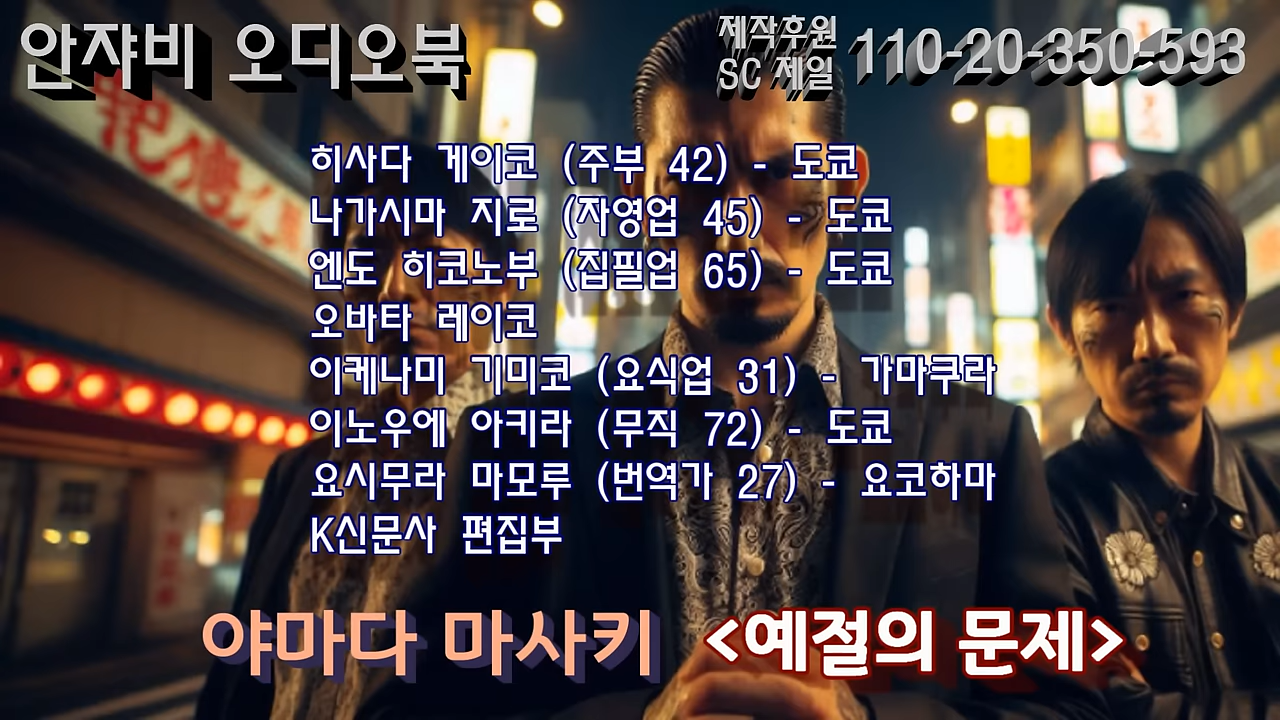 안쟈비 오디오북
제작후원
SC 제일
110-20-350-593
히사다 게이코 (주부 42) - 도쿄
나가시마 지로 (자영업 45) - 도쿄
엔도 히코노부 (집필업 65) - 도쿄
오바타 레이코
이케나미 기미코 (요식업 31) - 가마쿠라
이노우에 아키라 (무직 72) - 도쿄
요시무라 마모루 (번역가 27) - 요코하마
K신문사 편집부
야마다 마사키 <예절의 문제>